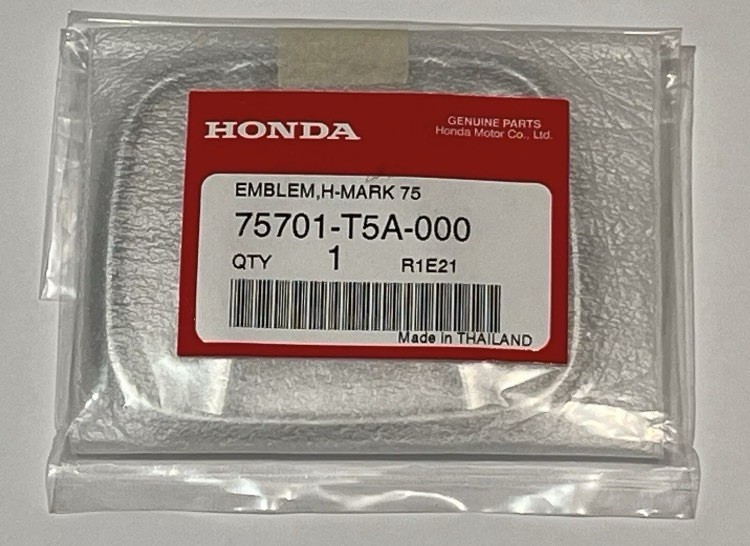 HONDA
GENUINE PARTS
Honda Motor Co., Ltd.
EMBLEM,H-MARK 75
75701-T5A-000
QTY 1 R1E21
Made in THAILAND